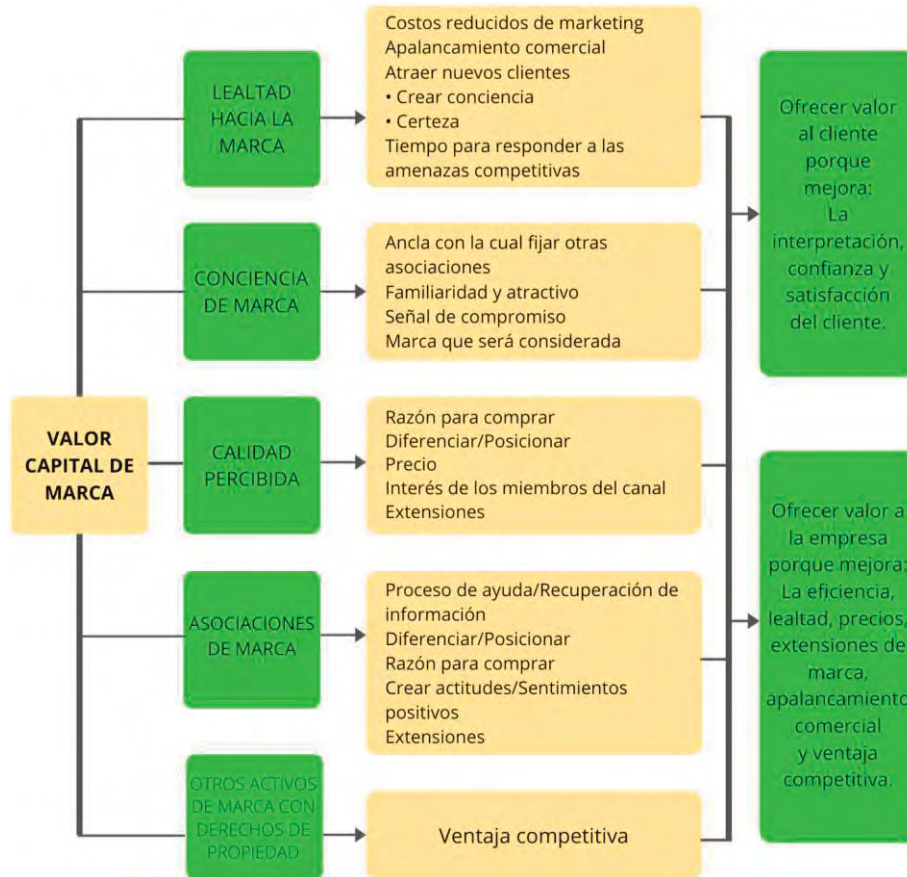 VALOR
CAPITAL DE
MARCA
LEALTAD
HACIA LA
MARCA
Costos reducidos de marketing
Apalancamiento comercial
Atraer nuevos clientes
• Crear conciencia
• Certeza
Tiempo para responder a las
amenazas competitivas
CONCIENCIA
DE MARCA
Ancla con la cual fijar otras
asociaciones
Familiaridad y atractivo
Señal de compromiso
Marca que será considerada
CALIDAD
PERCIBIDA
Razón para comprar
Diferenciar/Posicionar
Precio
Interés de los miembros del canal
Extensiones
ASOCIACIONES
DE MARCA
Proceso de ayuda/Recuperación de
información
Diferenciar/Posicionar
Razón para comprar
Crear actitudes/Sentimientos
positivos
Extensiones
OTROS ACTIVOS
DE MARCA CON
DERECHOS DE
PROPIEDAD
Ventaja competitiva
Ofrecer valor
al cliente
porque
mejora:
La
interpretación,
confianza y
satisfacción
del cliente.
Ofrecer valor a
la empresa
porque mejora:
La eficiencia,
lealtad, precios,
extensiones de
marca,
apalancamiento
comercial
y ventaja
competitiva.